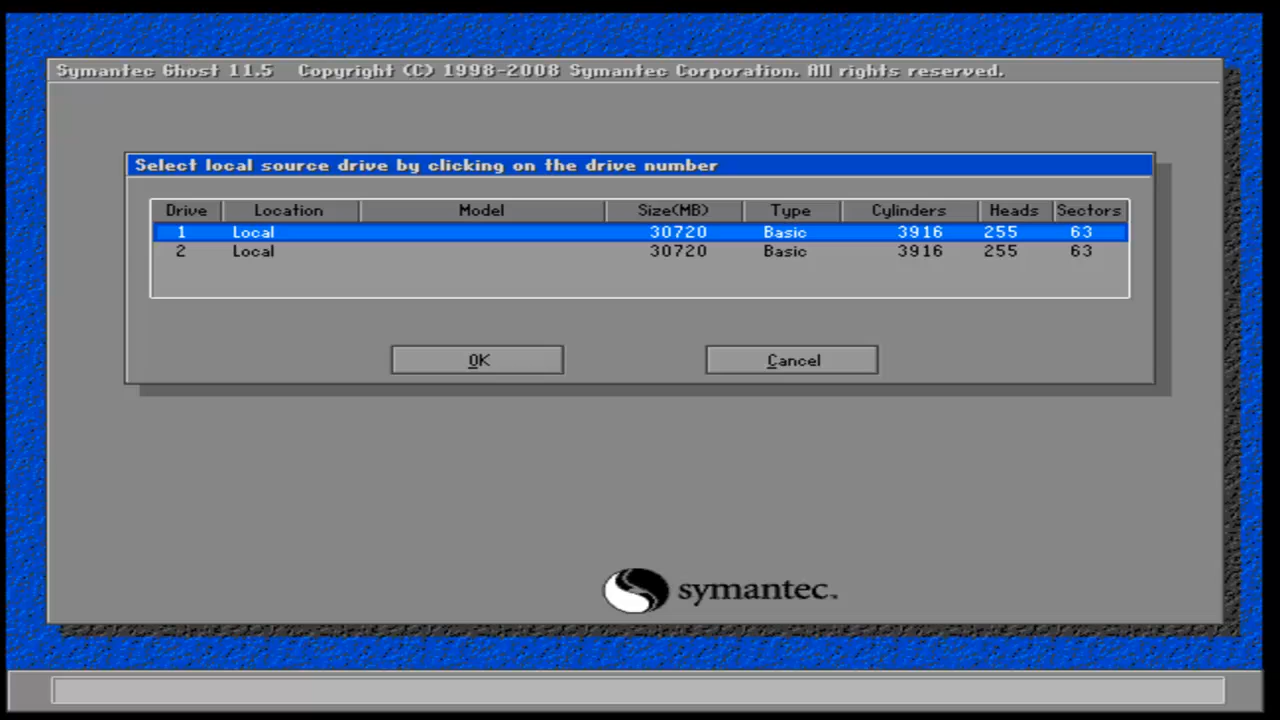 Symantec Ghost 11.5   Copyright (C) 1998-2008 Symantec Corporation. All rights reserved.
Select local source drive by clicking on the drive number
Drive Location Model Size(MB) Type Cylinders Heads Sectors
1 Local 30720 Basic 3916 255 63
2 Local 30720 Basic 3916 255 63
OK Cancel
symantec.